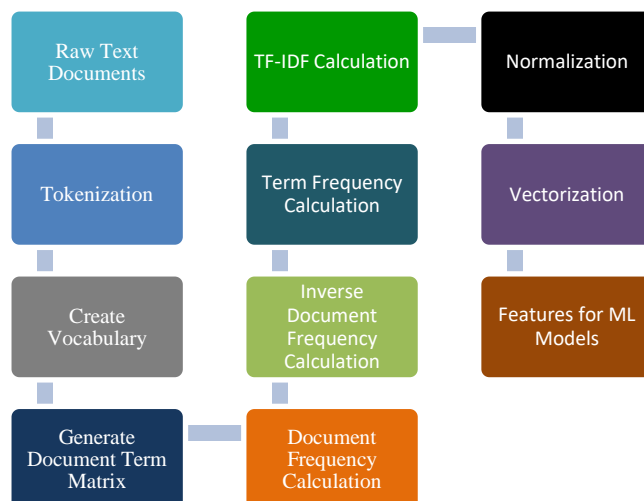 Raw Text
Documents
Tokenization
Create
Vocabulary
Generate
Document Term
Matrix
Document
Frequency
Calculation
Inverse
Document
Frequency
Calculation
Term Frequency
Calculation
TF-IDF Calculation
Normalization
Vectorization
Features for ML
Models